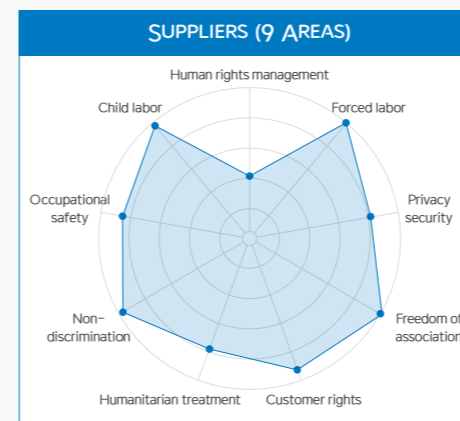 SUPPLIERS (9 AREAS)
Human rights management
Child labor
Forced labor
Occupational
safety
Privacy
security
Non-
discrimination
Freedom of
association
Humanitarian treatment
Customer rights